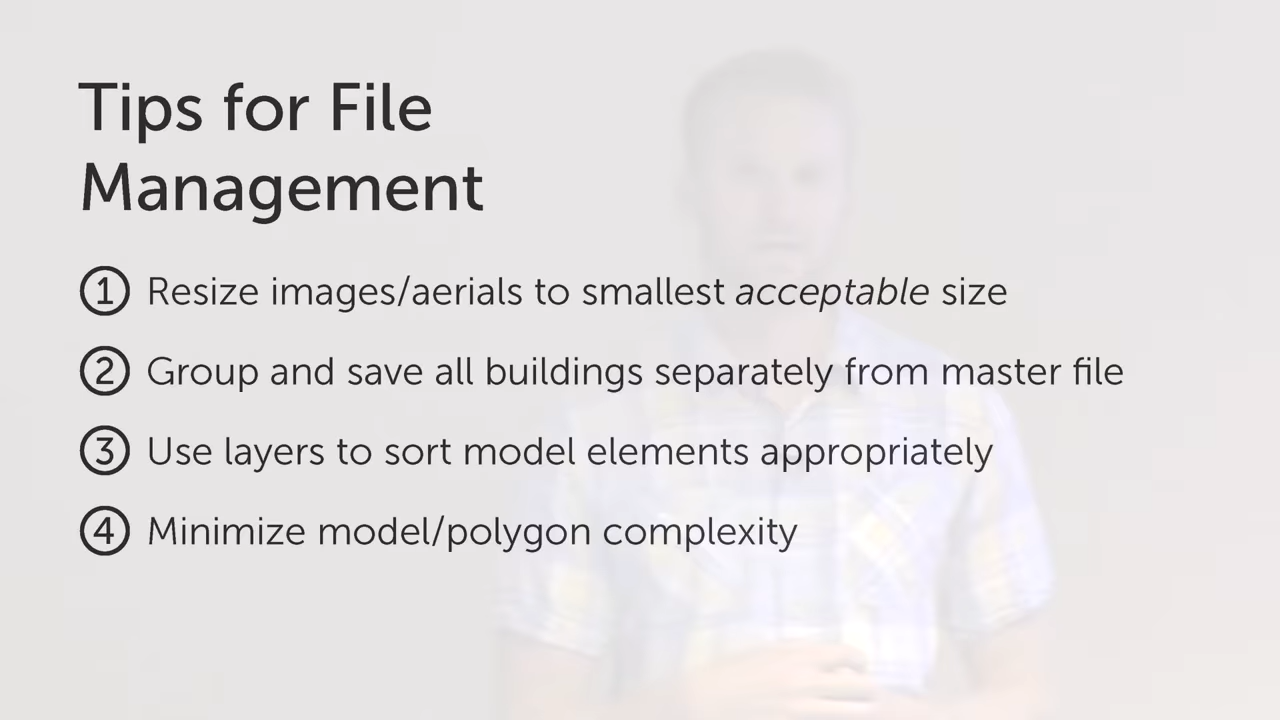 Tips for File
Management
1 Resize images/aerials to smallest acceptable size
2 Group and save all buildings separately from master file
3 Use layers to sort model elements appropriately
4 Minimize model/polygon complexity